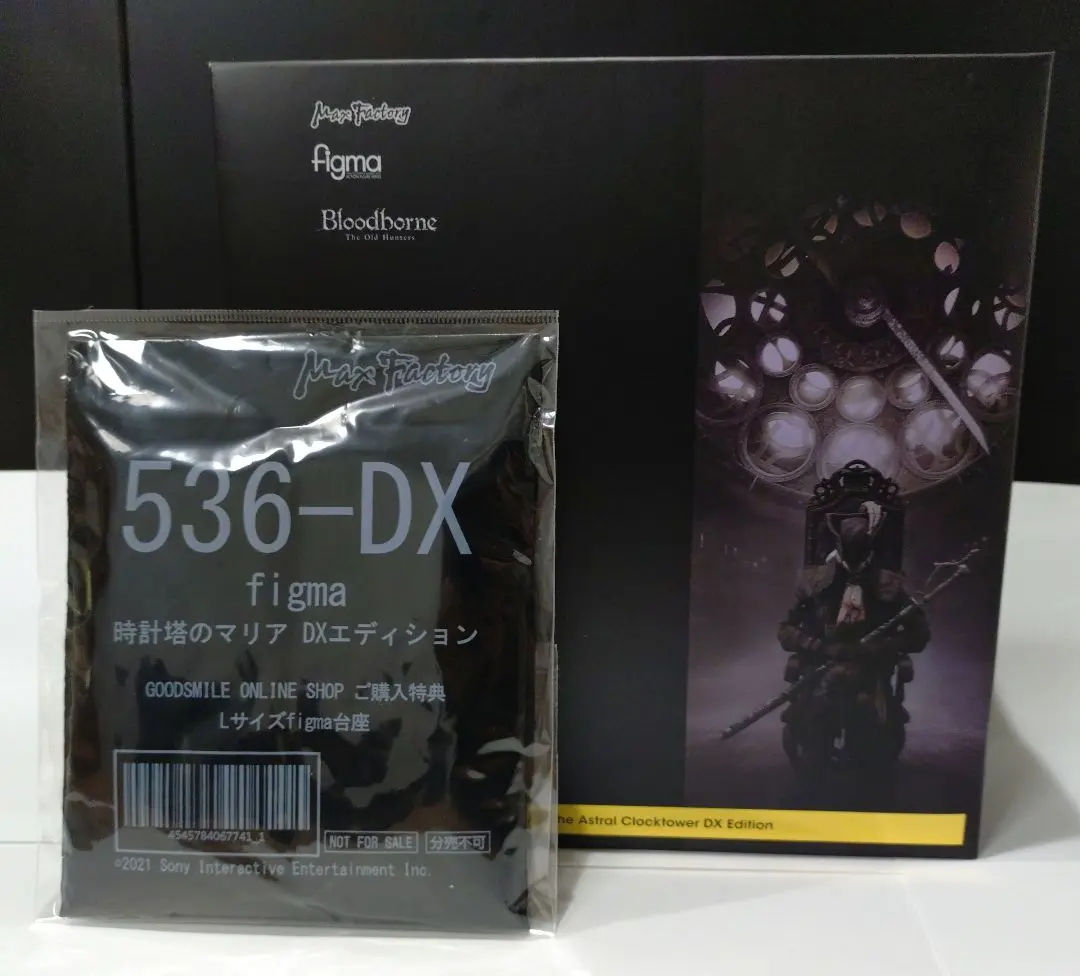 Max Factory
figma
Bloodborne
The Old Hunters
Max Factory
536-DX
figma
時計塔のマリア DXエディション
GOODSMILE ONLINE SHOP ご購入特典
Lサイズfigma台座
4545784067741_1
NOT FOR SALE 分売不可
©2021 Sony Interactive Entertainment Inc.
he Astral Clocktower DX Edition